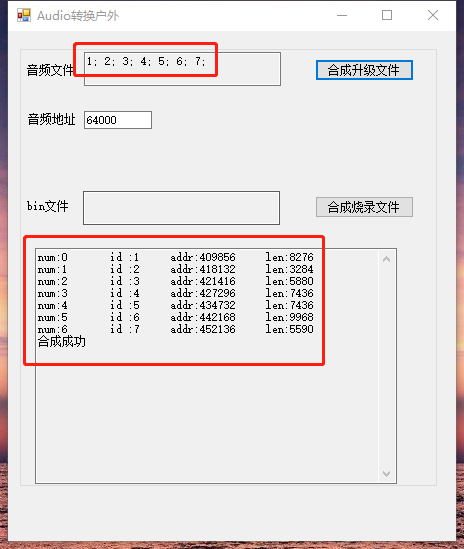 Audio转换户外
音频文件
1; 2; 3; 4; 5; 6; 7;
合成升级文件
音频地址
64000
bin文件
合成烧录文件
num:0 id :1 addr:409856 len:8276
num:1 id :2 addr:418132 len:3284
num:2 id :3 addr:421416 len:5880
num:3 id :4 addr:427296 len:7436
num:4 id :5 addr:434732 len:7436
num:5 id :6 addr:442168 len:9968
num:6 id :7 addr:452136 len:5590
合成成功